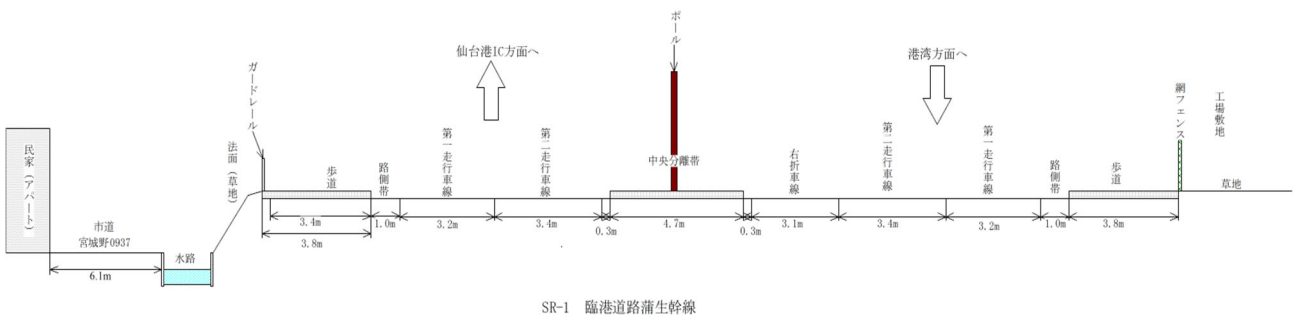 ポール
仙台港IC方面へ
港湾方面へ
ガードレール
網フェンス
工場敷地
民家(アパート)
法面(草地)
歩道
路側帯
第一走行車線
第二走行車線
中央分離帯
右折車線
第二走行車線
第一走行車線
路側帯
歩道
草地
市道
宮城野0937
水路
6.1m
3.4m
1.0m
3.2m
3.4m
0.3m
4.7m
0.3m
3.1m
3.4m
3.2m
1.0m
3.8m
3.8m
SR-1 臨港道路蒲生幹線